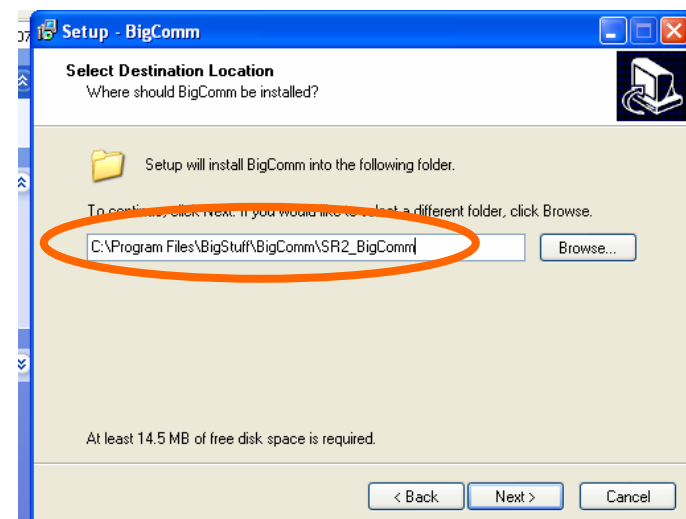 07
Setup - BigComm
Select Destination Location
Where should BigComm be installed?
Setup will install BigComm into the following folder.
To continue, click Next. If you would like to select a different folder, click Browse.
C:\Program Files\BigStuff\BigComm\SR2_BigComm
Browse...
At least 14.5 MB of free disk space is required.
< Back
Next >
Cancel